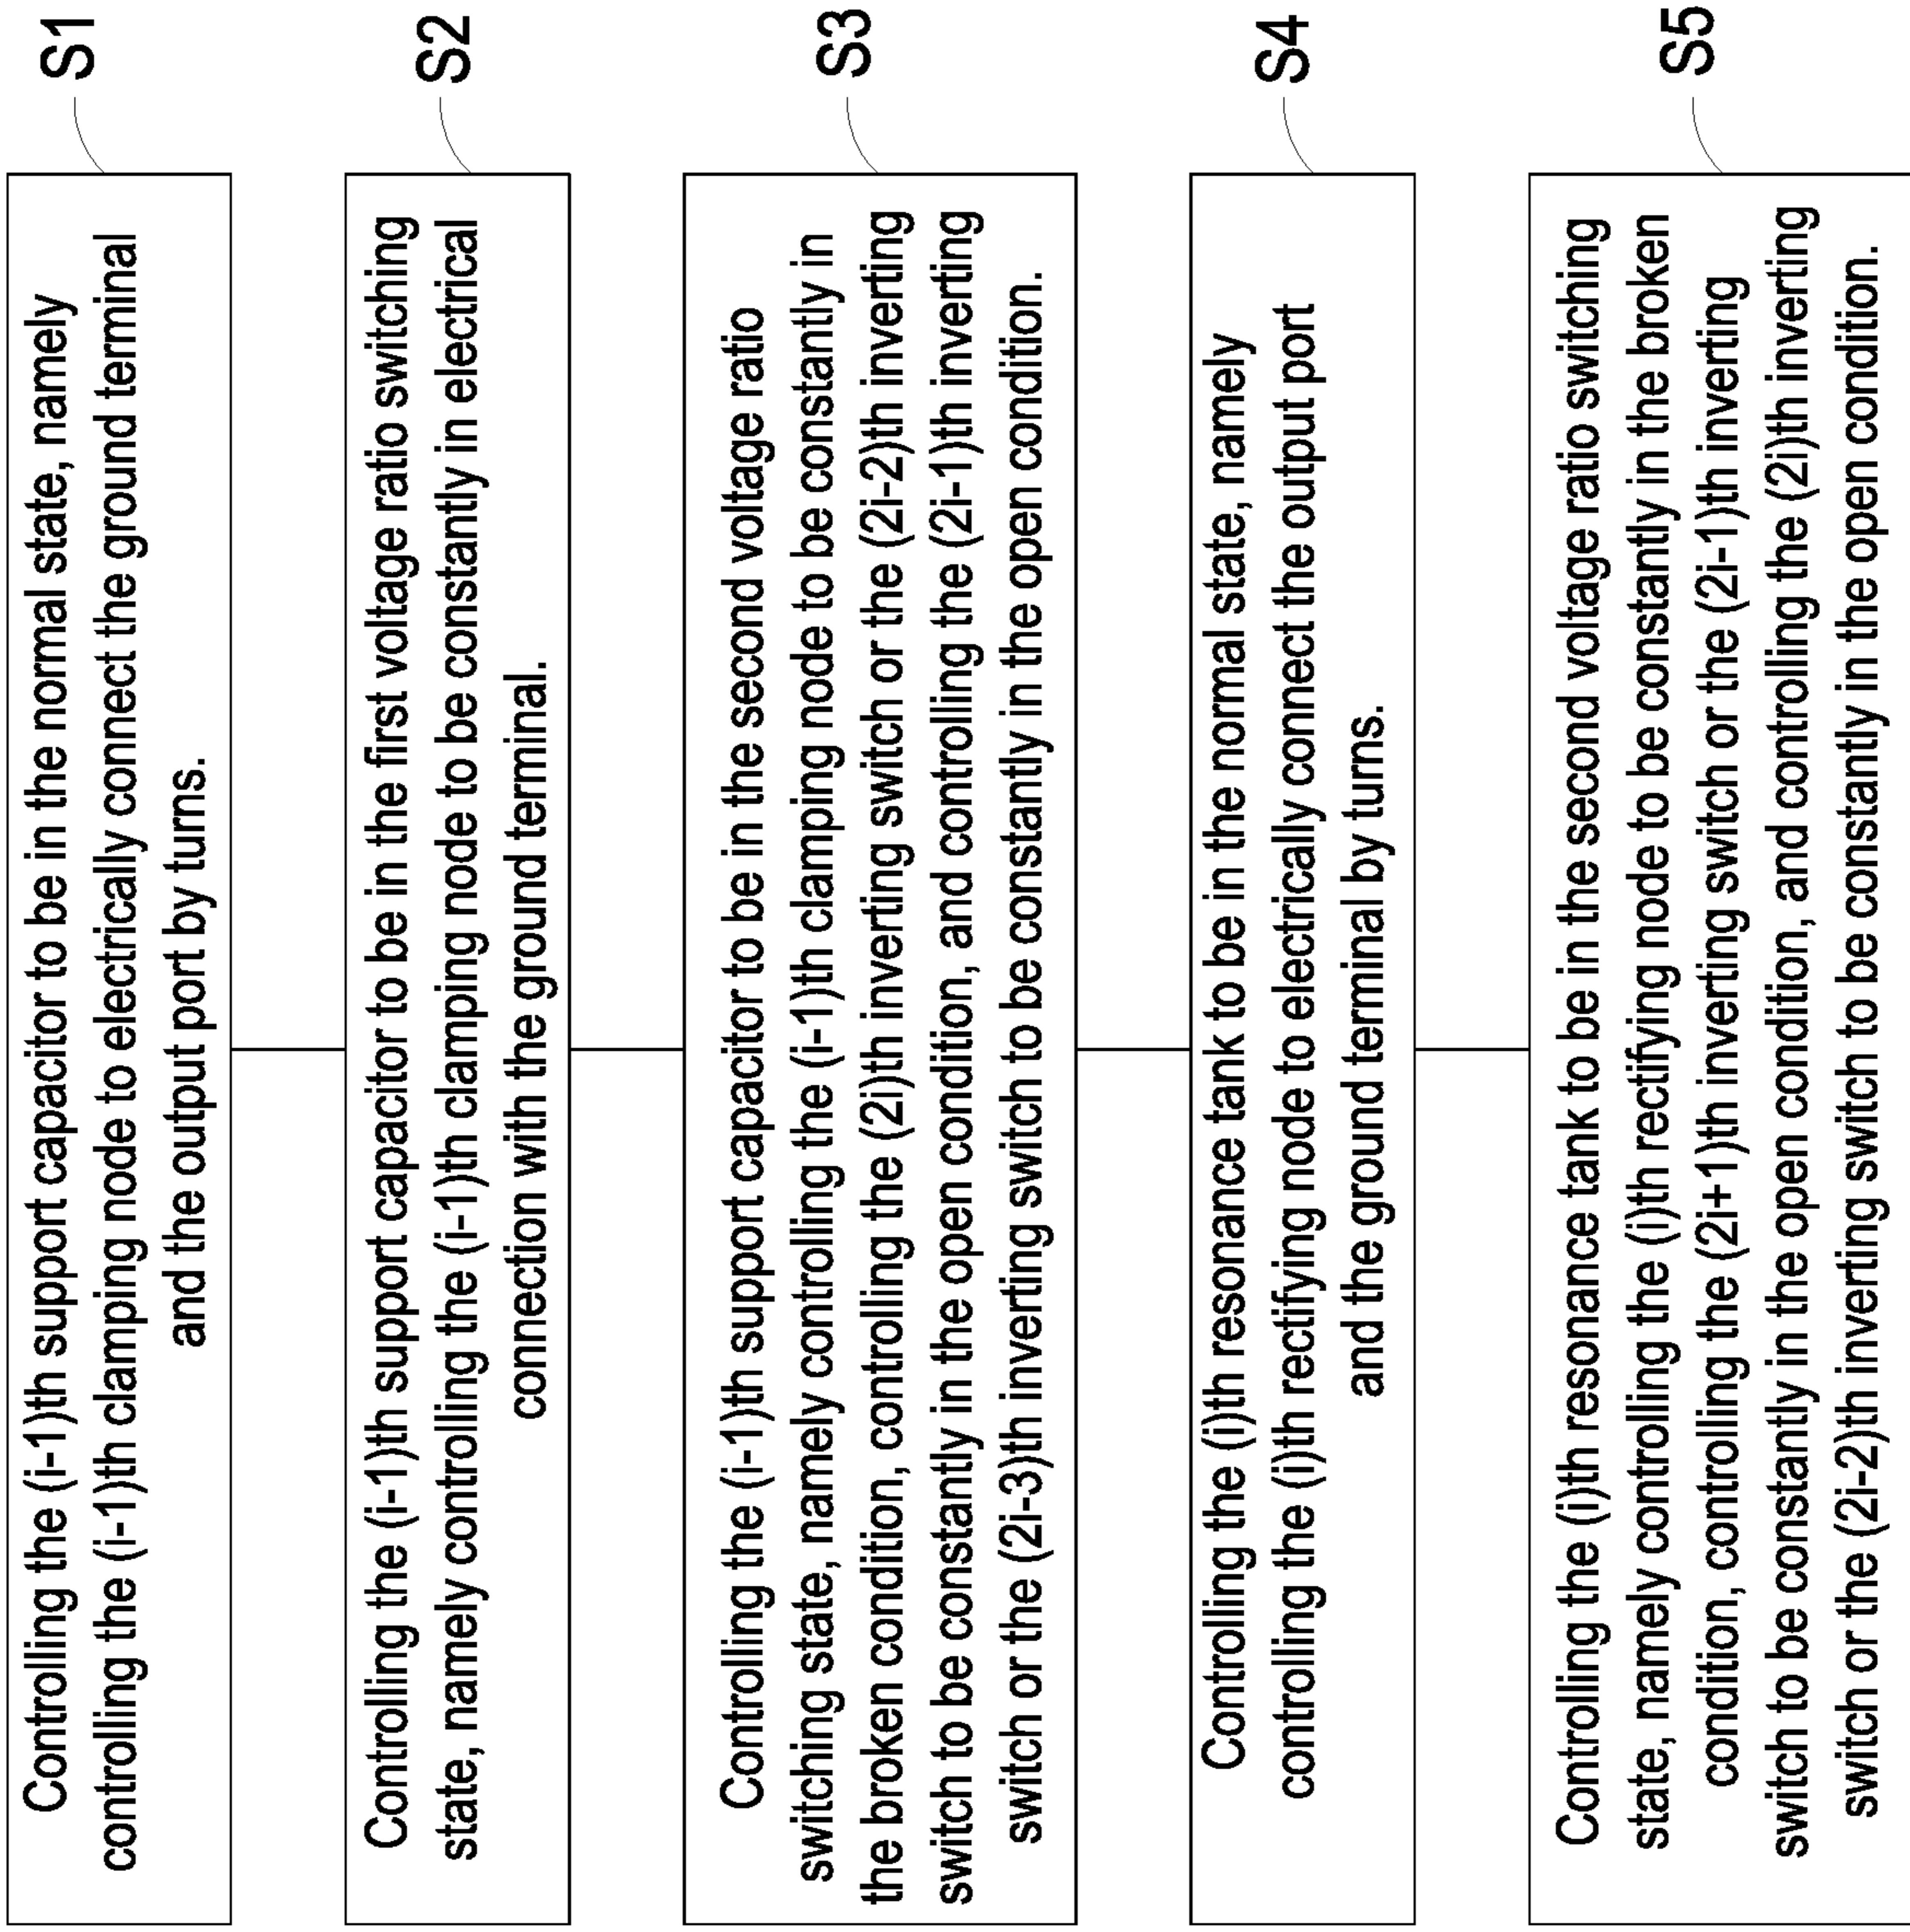 S1
Controlling the (i-1)th support capacitor to be in the normal state, namely
controlling the (i-1)th clamping node to electrically connect the ground terminal
and the output port by turns.
S2
Controlling the (i-1)th support capacitor to be in the first voltage ratio switching
state, namely controlling the (i-1)th clamping node to be constantly in electrical
connection with the ground terminal.
S3
Controlling the (i-1)th support capacitor to be in the second voltage ratio
switching state, namely controlling the (i-1)th clamping node to be constantly in
the broken condition, controlling the (2i)th inverting switch or the (2i-2)th inverting
switch to be constantly in the open condition, and controlling the (2i-1)th inverting
switch or the (2i-3)th inverting switch to be constantly in the open condition.
S4
Controlling the (i)th resonance tank to be in the normal state, namely
controlling the (i)th rectifying node to electrically connect the output port
and the ground terminal by turns.
S5
Controlling the (i)th resonance tank to be in the second voltage ratio switching
state, namely controlling the (i)th rectifying node to be constantly in the broken
condition, controlling the (2i+1)th inverting switch or the (2i-1)th inverting
switch to be constantly in the open condition, and controlling the (2i)th inverting
switch or the (2i-2)th inverting switch to be constantly in the open condition.